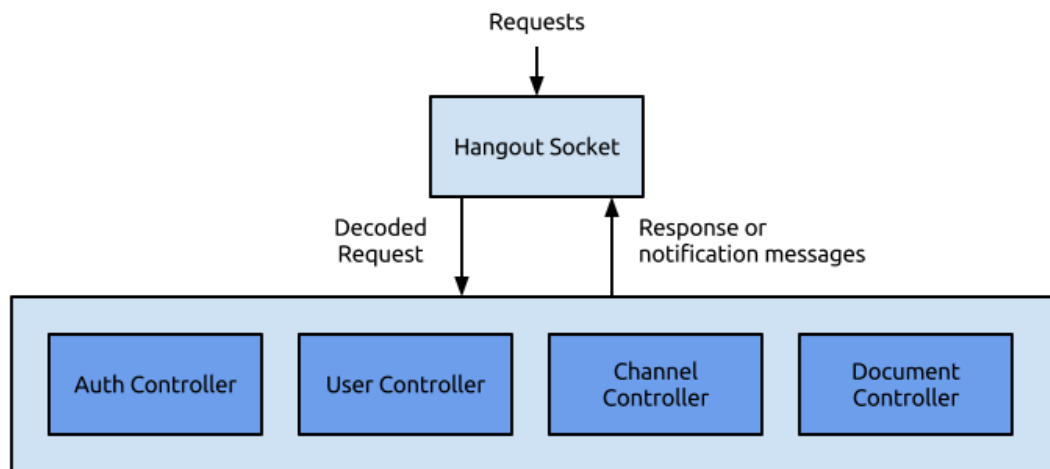 Requests
Hangout Socket
Decoded
Request
Response or
notification messages
Auth Controller
User Controller
Channel
Controller
Document
Controller